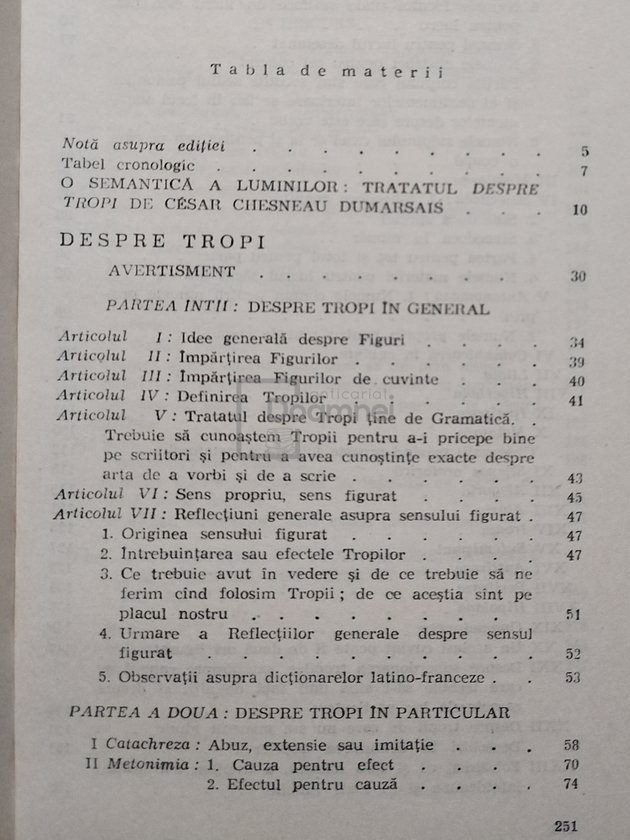 Tabla de materii
Notă asupra ediției . . . . . . . . . 5
Tabel cronologic . . . . . . . . . . 7
O SEMANTICĂ A LUMINILOR : TRATATUL DESPRE
TROPI DE CÉSAR CHESNEAU DUMARSAIS . . . 10
DESPRE TROPI
AVERTISMENT . . . . . . . . 30
PARTEA INTII : DESPRE TROPI ÎN GENERAL
Articolul I : Idee generală despre Figuri . . . . 34
Articolul II : Împărțirea Figurilor . . . . . . 39
Articolul III : Împărțirea Figurilor de cuvinte . . . 40
Articolul IV : Definirea Tropilor . . . . . . 41
Articolul V : Tratatul despre Tropi ține de Gramatică. .
Trebuie să cunoaștem Tropii pentru a-i pricepe bine
pe scriitori și pentru a avea cunoștințe exacte despre
arta de a vorbi și de a scrie . . . . . . 43
Articolul VI : Sens propriu, sens figurat . . . . 45
Articolul VII : Reflecțiuni generale asupra sensului figurat . 47
1. Originea sensului figurat . . . . . . 47
2. Întrebuințarea sau efectele Tropilor . . . . 47
3. Ce trebuie avut în vedere și de ce trebuie să ne
ferim cînd folosim Tropii ; de ce aceștia sînt pe
placul nostru . . . . . . . . 51
4. Urmare a Reflecțiilor generale despre sensul
figurat . . . . . . . . . 52
5. Observații asupra dicționarelor latino-franceze . . 53
PARTEA A DOUA : DESPRE TROPI ÎN PARTICULAR
I Catachreza : Abuz, extensie sau imitație . . . 58
II Metonimia : 1. Cauza pentru efect . . . . 70
2. Efectul pentru cauză . . . . 74
251